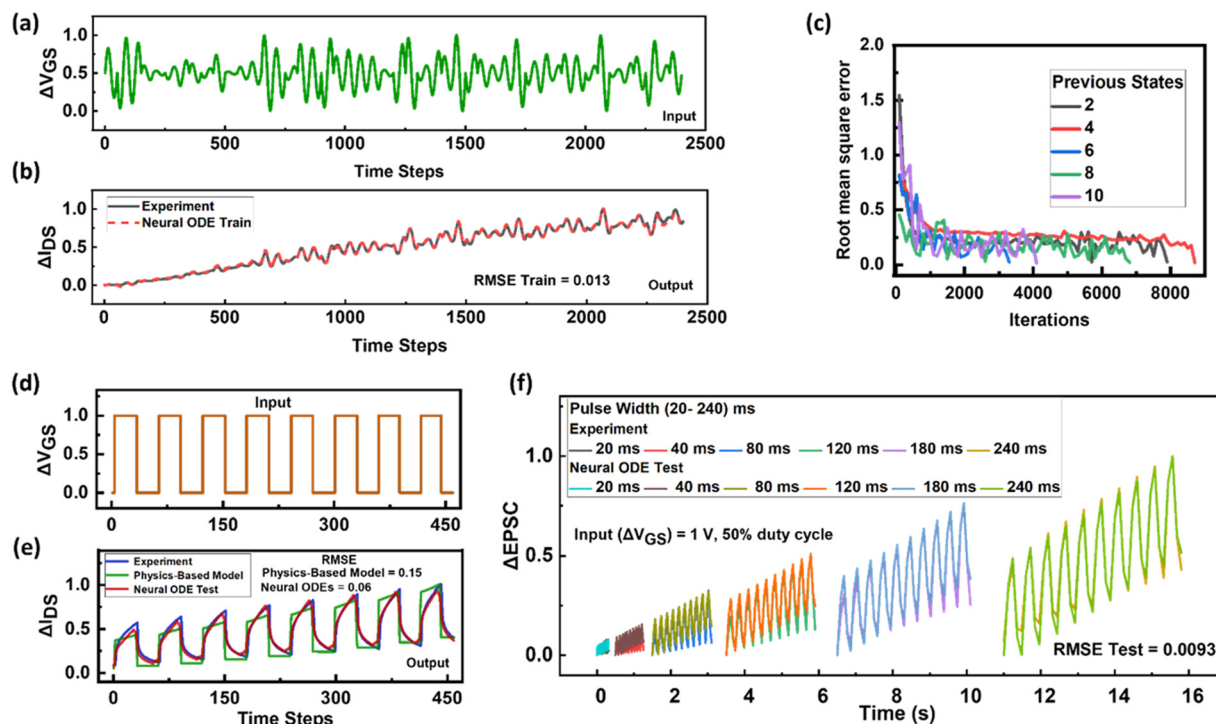 (a)
ΔVGS
1.0
0.5
0.0
Input
0 500 1000 1500 2000 2500
Time Steps
(b)
ΔIDS
1.0
0.5
0.0
Experiment
Neural ODE Train
RMSE Train = 0.013
Output
0 500 1000 1500 2000 2500
Time Steps
(c)
Root mean square error
2.0
1.5
1.0
0.5
0.0
Previous States
2
4
6
8
10
0 2000 4000 6000 8000
Iterations
(d)
ΔVGS
1.0
0.5
0.0
Input
0 150 300 450
(e)
ΔIDS
1.0
0.5
0.0
Experiment
Physics-Based Model
Neural ODE Test
RMSE
Physics-Based Model = 0.15
Neural ODEs = 0.06
Output
0 150 300 450
Time Steps
(f)
ΔEPSC
1.0
0.5
0.0
Pulse Width (20- 240) ms
Experiment
20 ms 40 ms 80 ms 120 ms 180 ms 240 ms
Neural ODE Test
20 ms 40 ms 80 ms 120 ms 180 ms 240 ms
Input (ΔVGS) = 1 V, 50% duty cycle
RMSE Test = 0.0093
0 2 4 6 8 10 12 14 16
Time (s)